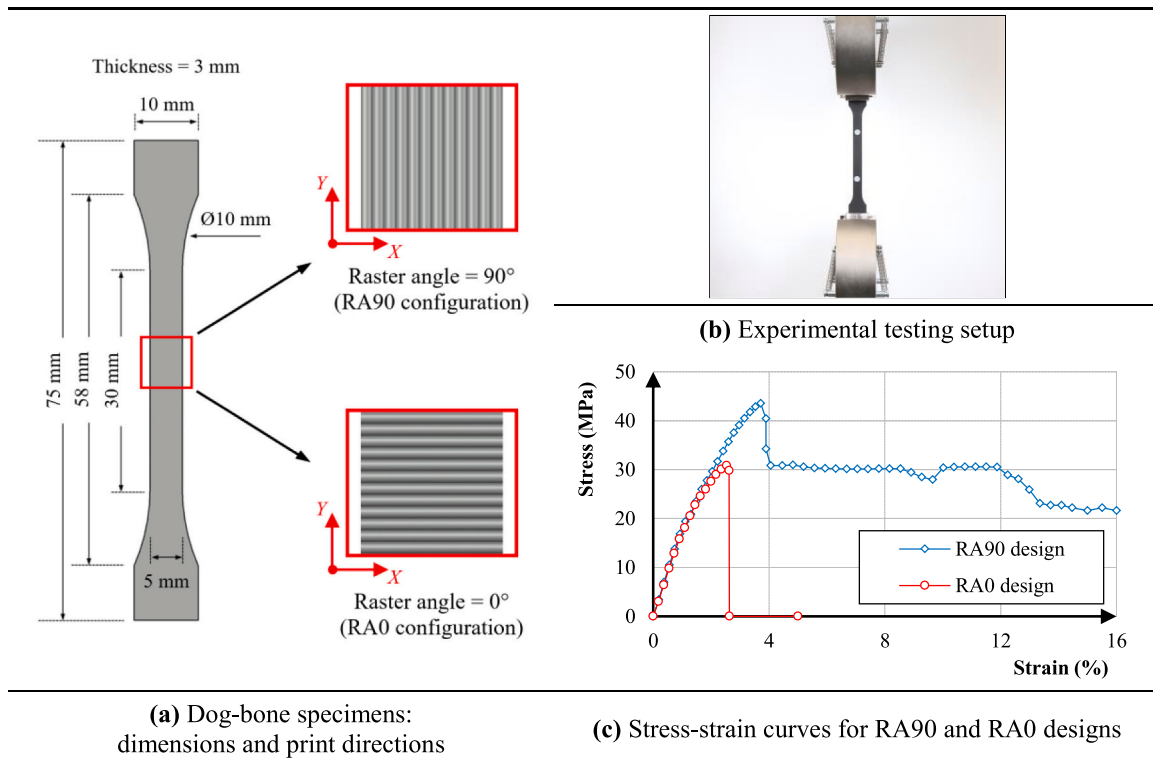 Thickness = 3 mm
10 mm
Ø10 mm
75 mm
58 mm
30 mm
5 mm
Y
X
Raster angle = 90°
(RA90 configuration)
Y
X
Raster angle = 0°
(RA0 configuration)
(a) Dog-bone specimens:
dimensions and print directions
(b) Experimental testing setup
Stress (MPa)
50
40
30
20
10
0
0
4
8
12
16
Strain (%)
RA90 design
RA0 design
(c) Stress-strain curves for RA90 and RA0 designs